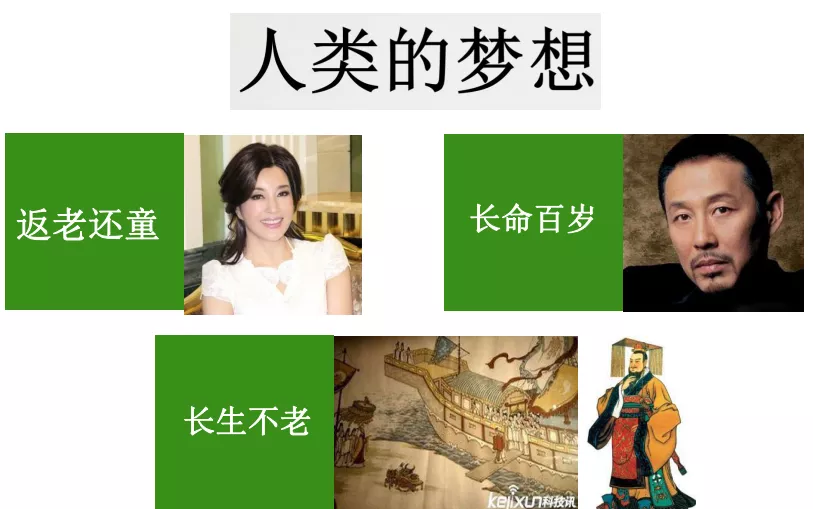 人类的梦想
返老还童
长命百岁
长生不老
kejixun科技讯